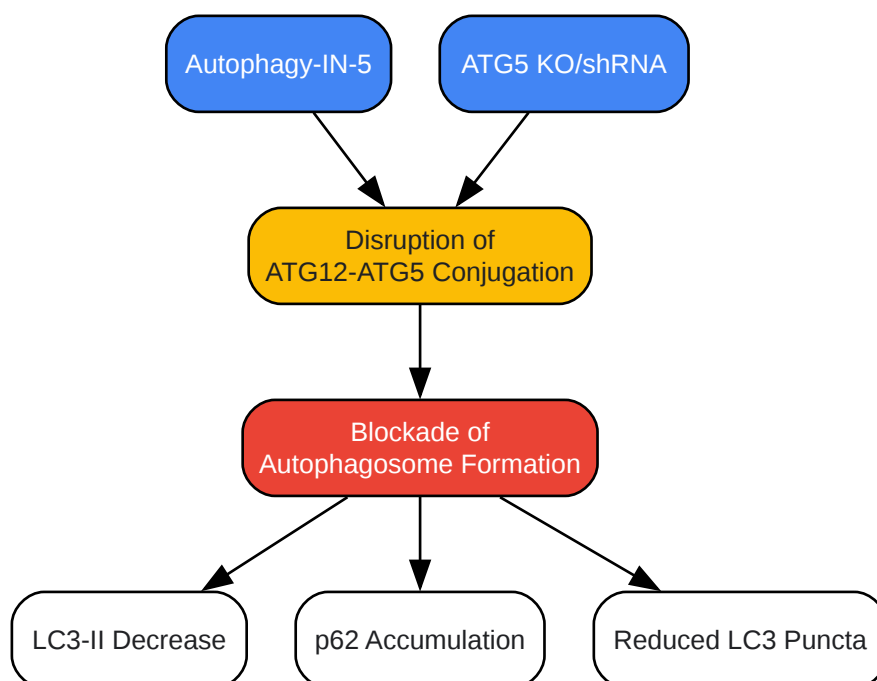 Autophagy-IN-5
ATG5 KO/shRNA
Disruption of
ATG12-ATG5 Conjugation
Blockade of
Autophagosome Formation
LC3-II Decrease
p62 Accumulation
Reduced LC3 Puncta